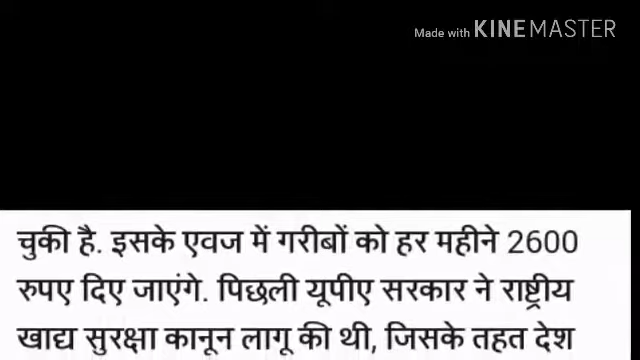 Made with KINEMASTER
चुकी है. इसके एवज में गरीबों को हर महीने 2600
रुपए दिए जाएंगे. पिछली यूपीए सरकार ने राष्ट्रीय
खाद्य सुरक्षा कानून लागू की थी, जिसके तहत देश